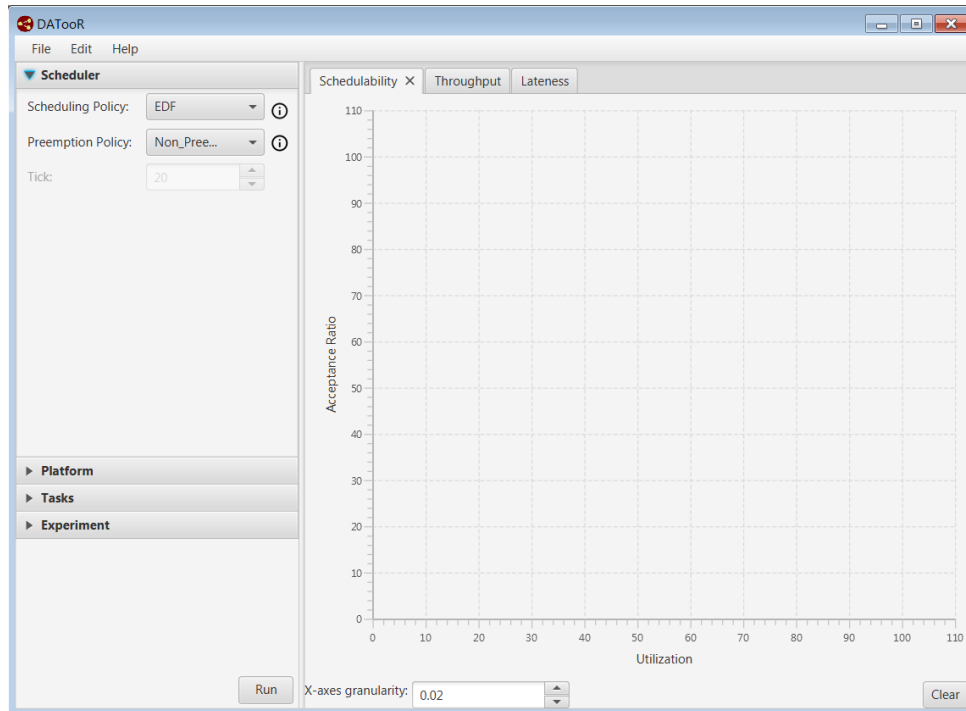 DATooR
File Edit Help
Scheduler
Scheduling Policy: EDF
Preemption Policy: Non_Pree...
Tick: 20
Platform
Tasks
Experiment
Run
Schedulability Throughput Lateness
110
100
90
80
70
60
50
40
30
20
10
0
Acceptance Ratio
0 10 20 30 40 50 60 70 80 90 100 110
Utilization
X-axes granularity: 0.02
Clear